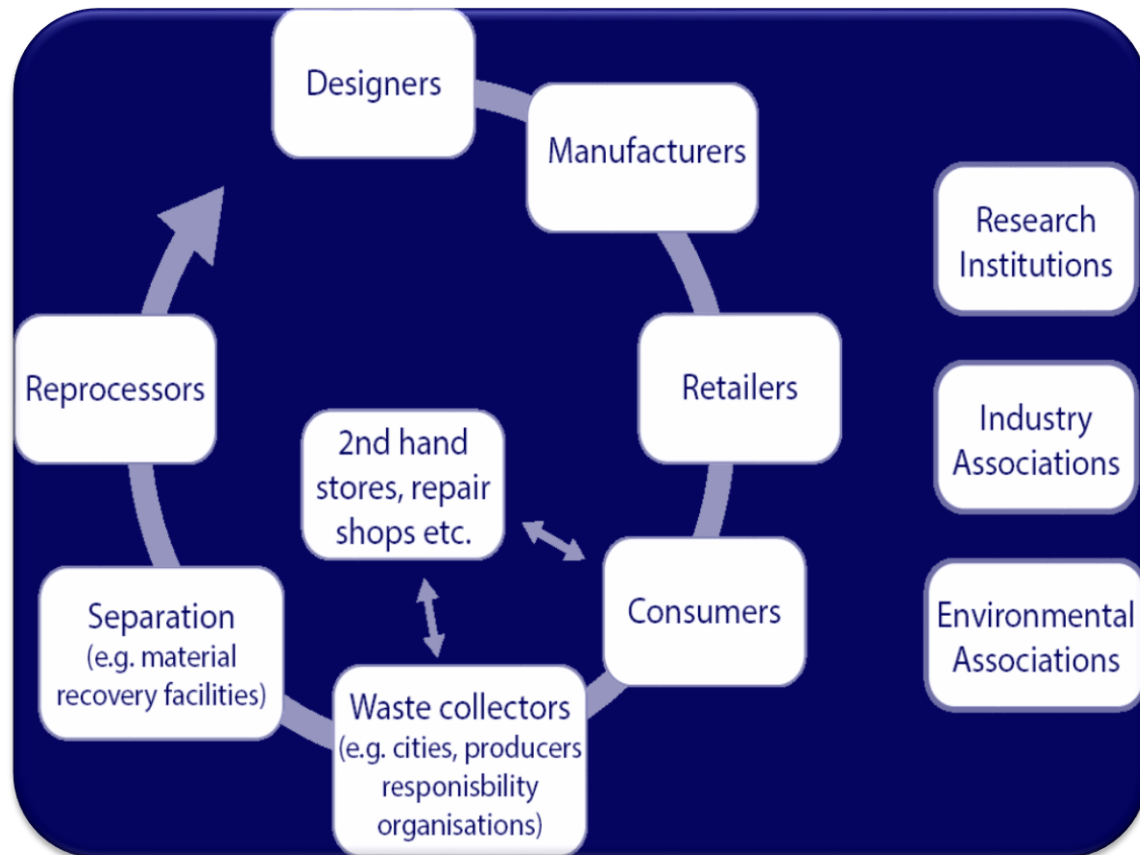 Designers
Manufacturers
Retailers
Consumers
Waste collectors
(e.g. cities, producers
responisbility
organisations)
Separation
(e.g. material
recovery facilities)
Reprocessors
2nd hand
stores, repair
shops etc.
Research
Institutions
Industry
Associations
Environmental
Associations